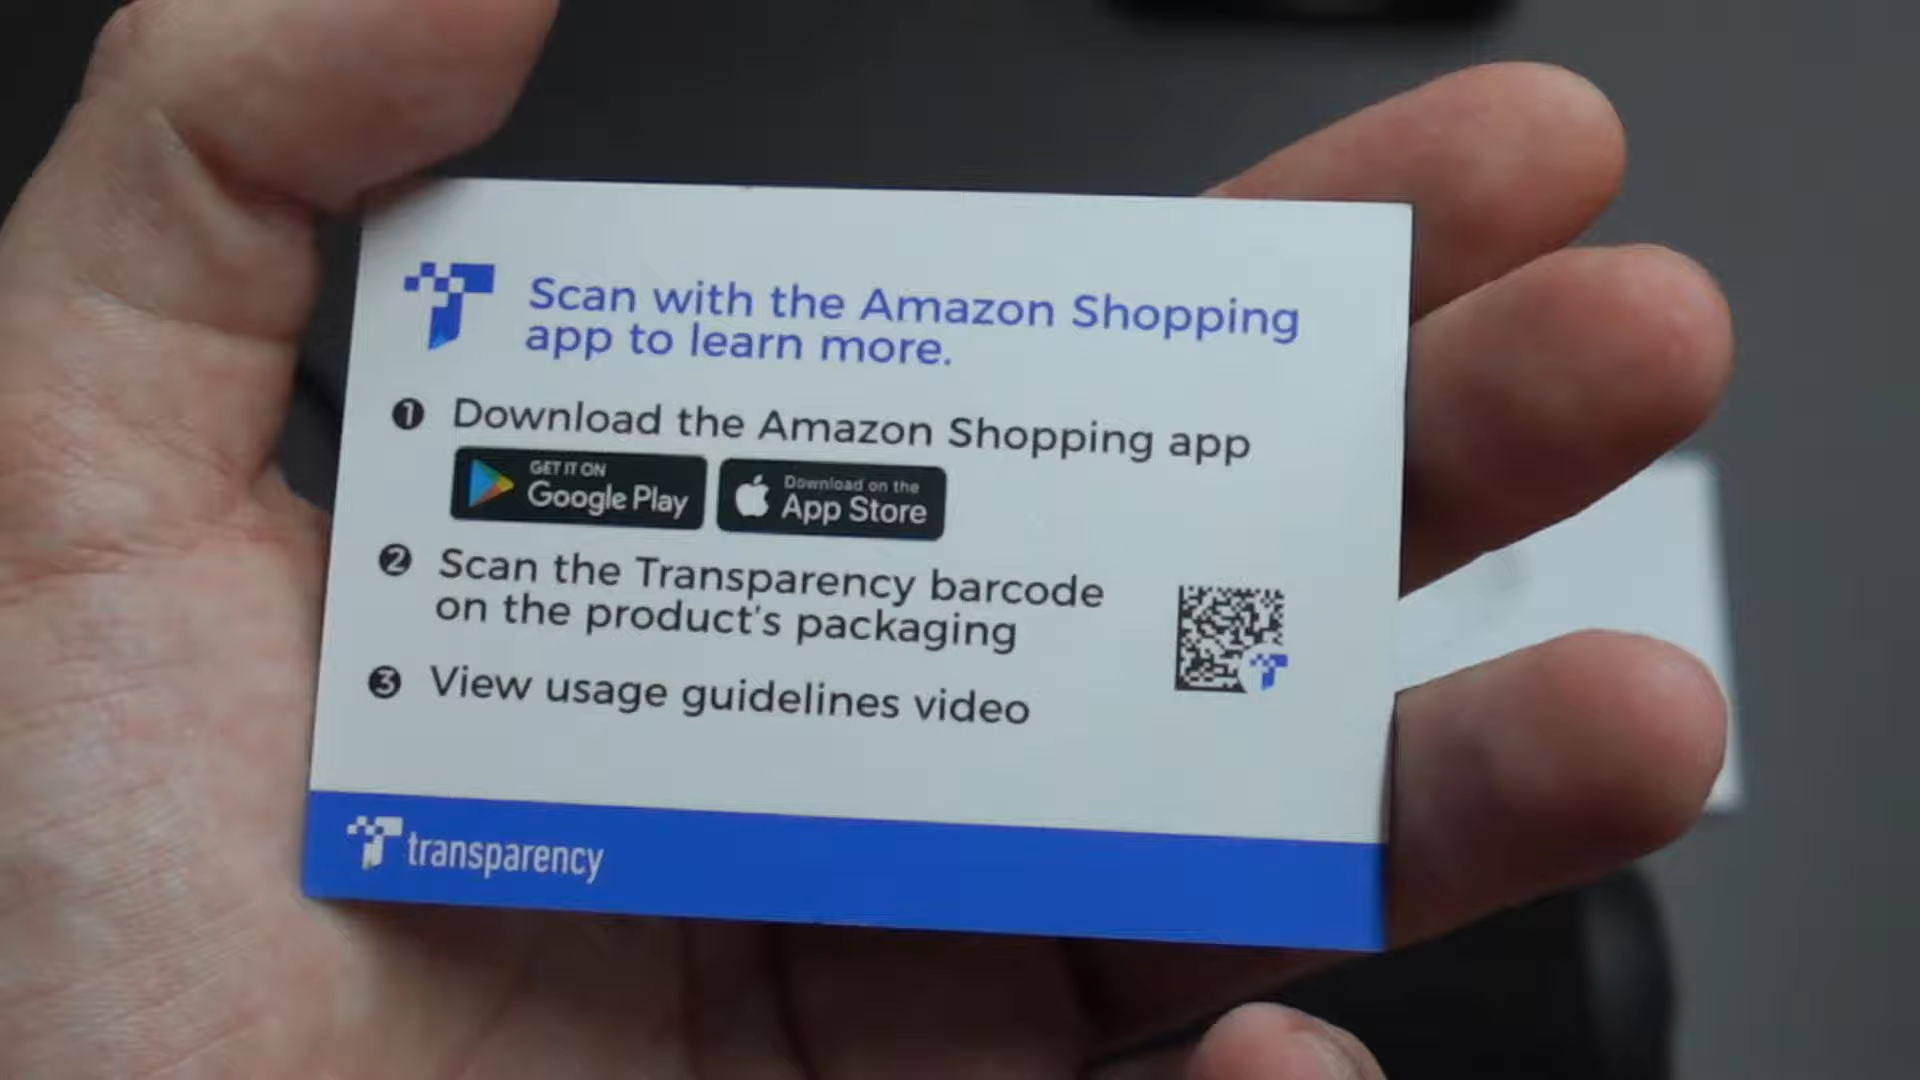 Scan with the Amazon Shopping
app to learn more.
1 Download the Amazon Shopping app
GET IT ON
Google Play
Download on the
App Store
2 Scan the Transparency barcode
on the product's packaging
3 View usage guidelines video
transparency